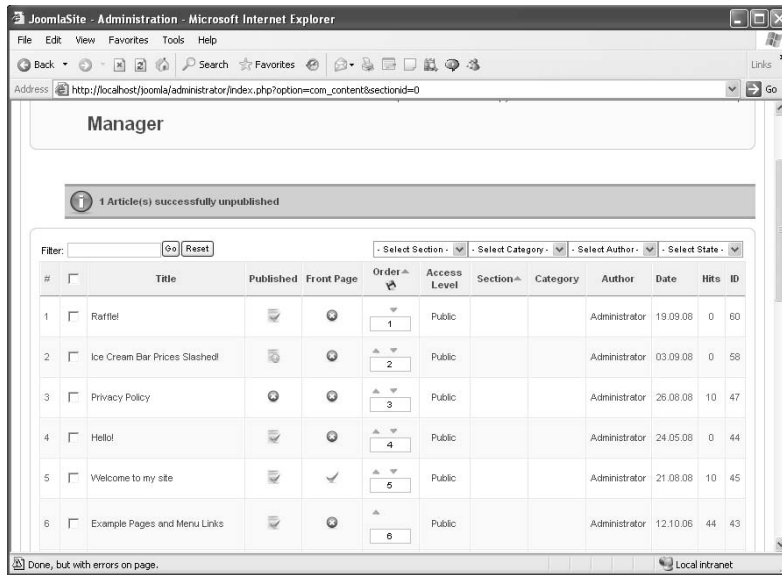 JoomlaSite - Administration - Microsoft Internet Explorer
File Edit View Favorites Tools Help
Back Search Favorites Links
Address http://localhost/joomla/administrator/index.php?option=com_content&sectionid=0 Go
Manager
1 Article(s) successfully unpublished
Filter: Go Reset - Select Section - - Select Category - - Select Author - - Select State -
# Title Published Front Page Order Access Level Section Category Author Date Hits ID
1 Raffle! 1 Public Administrator 19.09.08 0 60
2 Ice Cream Bar Prices Slashed! 2 Public Administrator 03.09.08 0 58
3 Privacy Policy 3 Public Administrator 26.08.08 10 47
4 Hello! 4 Public Administrator 24.05.08 0 44
5 Welcome to my site 5 Public Administrator 21.08.08 10 45
6 Example Pages and Menu Links 6 Public Administrator 12.10.06 44 43
Done, but with errors on page. Local intranet